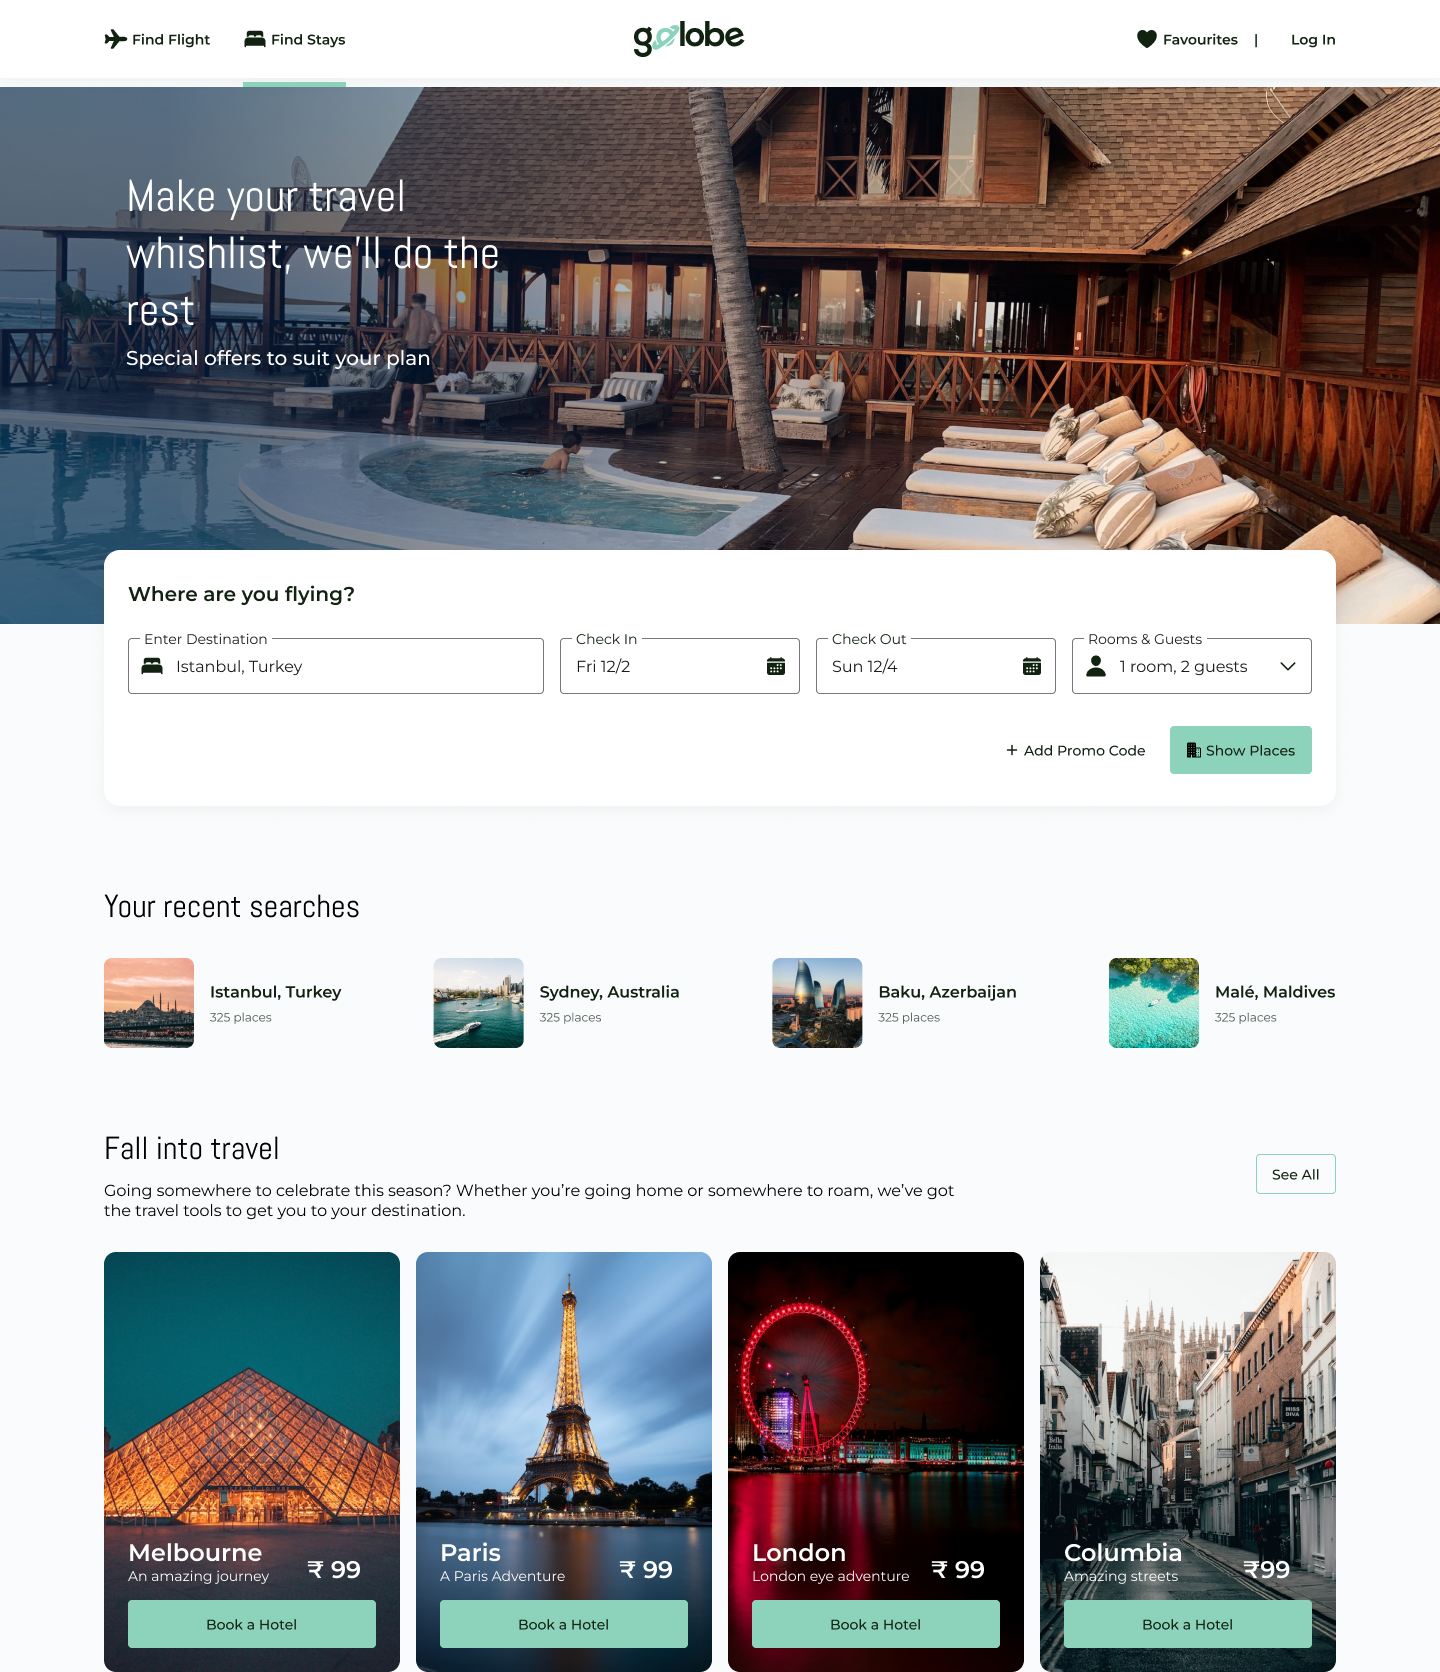 Find Flight
Find Stays
golobe
Favourites |
Log In
Make your travel
whishlist, we'll do the
rest
Special offers to suit your plan
Where are you flying?
Enter Destination
Istanbul, Turkey
Check In
Fri 12/2
Check Out
Sun 12/4
Rooms & Guests
1 room, 2 guests
+ Add Promo Code
Show Places
Your recent searches
Istanbul, Turkey
325 places
Sydney, Australia
325 places
Baku, Azerbaijan
325 places
Malé, Maldives
325 places
Fall into travel
Going somewhere to celebrate this season? Whether you’re going home or somewhere to roam, we’ve got
the travel tools to get you to your destination.
See All
Melbourne
An amazing journey
₹ 99
Book a Hotel
Paris
A Paris Adventure
₹ 99
Book a Hotel
London
London eye adventure
₹ 99
Book a Hotel
MISS
DIVA
Bella
Italia
Columbia
Amazing streets
₹99
Book a Hotel